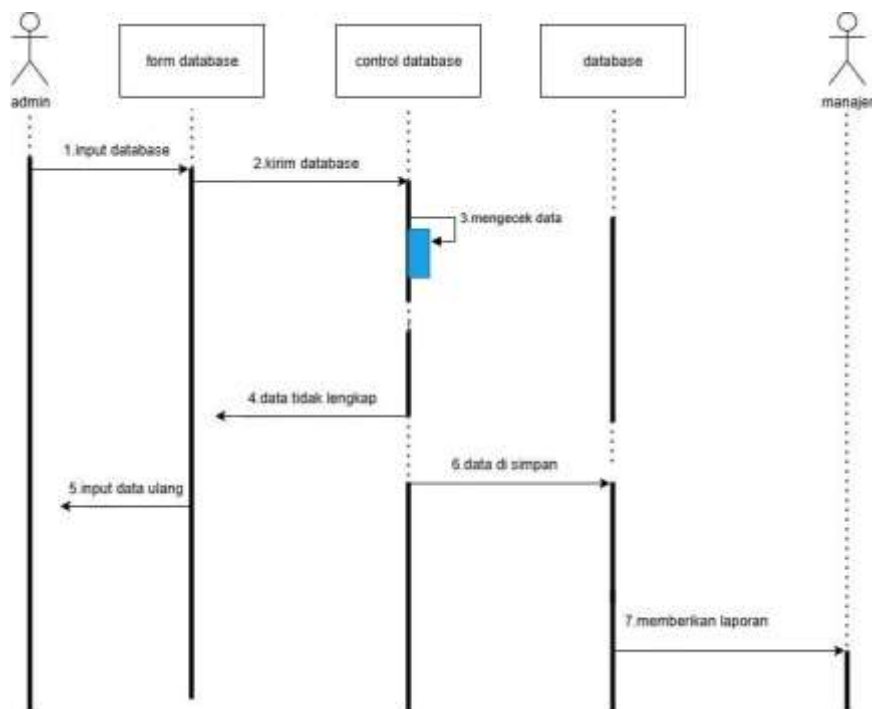 form database
control database
database
admin
manajer
1.input database
2.kirim database
3.mengecek data
4.data tidak lengkap
6.data di simpan
5.input data ulang
7.memberikan laporan